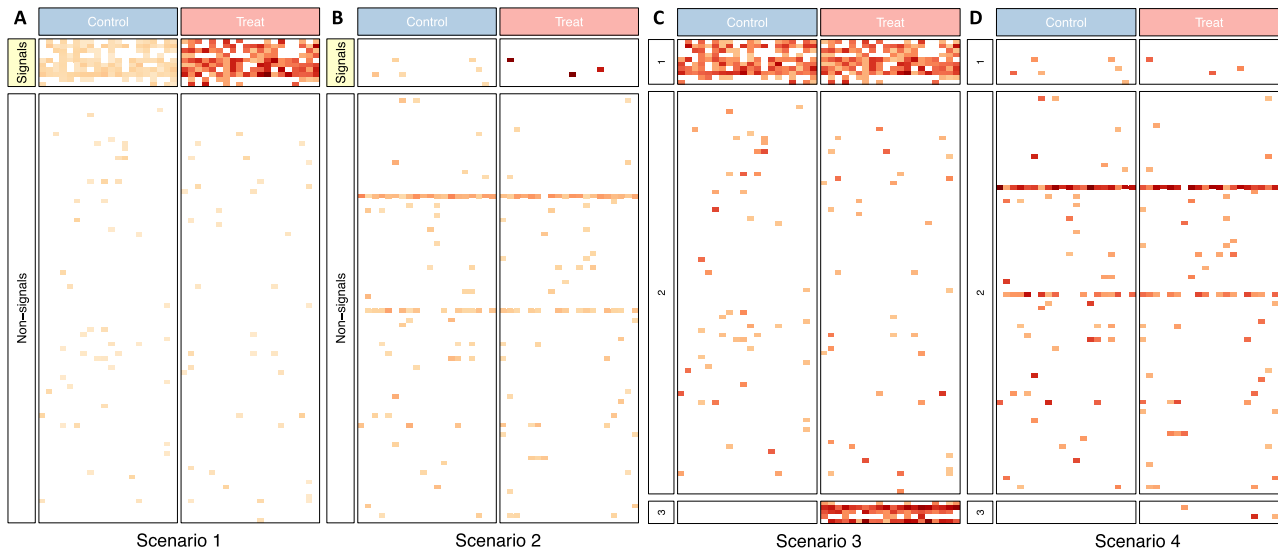 A
Control
Treat
Signals
Non−signals
Scenario 1
B
Control
Treat
Signals
Non−signals
Scenario 2
C
Control
Treat
1
2
3
Scenario 3
D
Control
Treat
1
2
3
Scenario 4